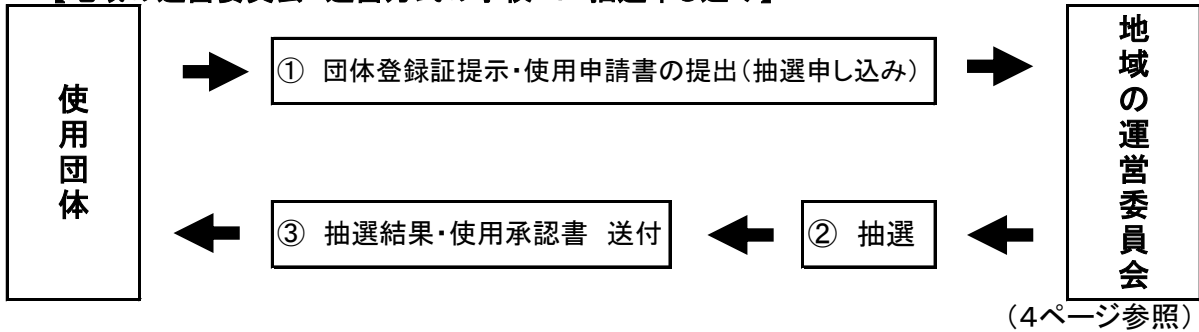 使用団体
① 団体登録証提示・使用申請書の提出(抽選申し込み)
地域の運営委員会
③ 抽選結果・使用承認書 送付
② 抽選
(4ページ参照)